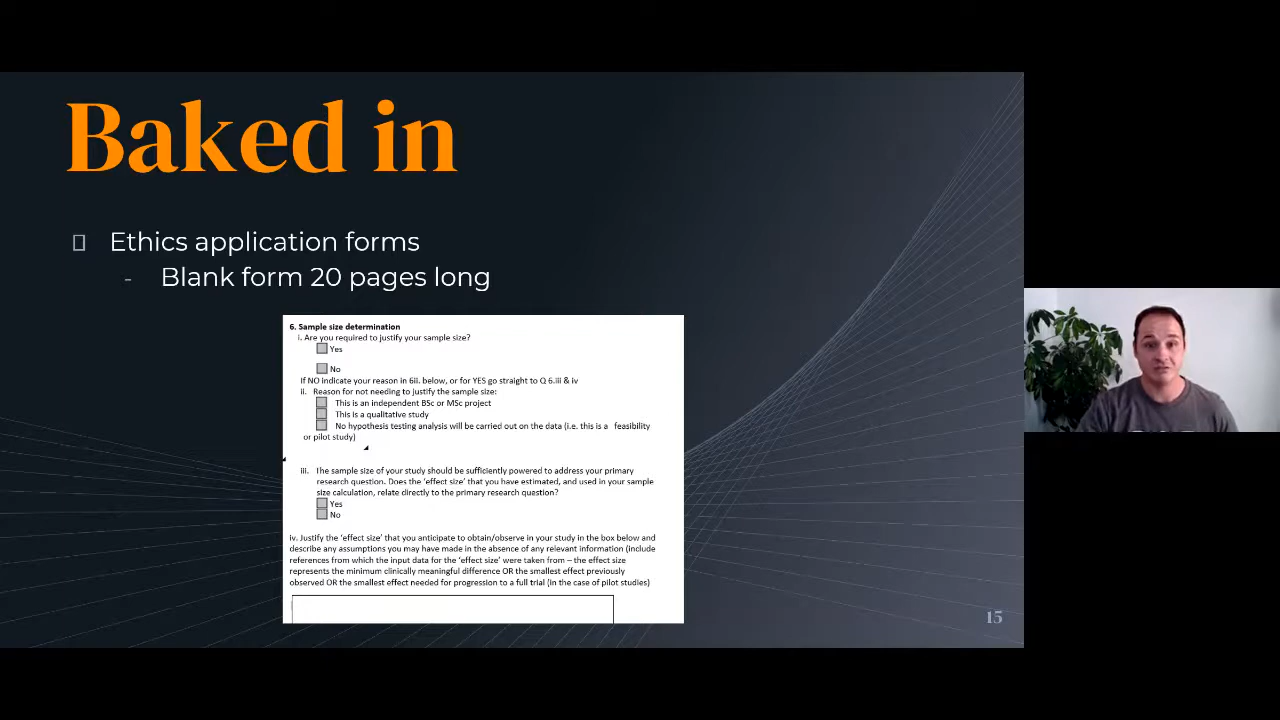 Baked in
Ethics application forms
- Blank form 20 pages long
6. Sample size determination
i. Are you required to justify your sample size?
Yes
No
If NO indicate your reason in 6ii. below, or for YES go straight to Q 6.iii & iv
ii. Reason for not needing to justify the sample size:
This is an independent BSc or MSc project
This is a qualitative study
No hypothesis testing analysis will be carried out on the data (i.e. this is a feasibility
or pilot study)
iii. The sample size of your study should be sufficiently powered to address your primary
research question. Does the 'effect size' that you have estimated, and used in your sample
size calculation, relate directly to the primary research question?
Yes
No
iv. Justify the 'effect size' that you anticipate to obtain/observe in your study in the box below and
describe any assumptions you may have made in the absence of any relevant information (include
references from which the input data for the 'effect size' were taken from – the effect size
represents the minimum clinically meaningful difference OR the smallest effect previously
observed OR the smallest effect needed for progression to a full trial (in the case of pilot studies)
15